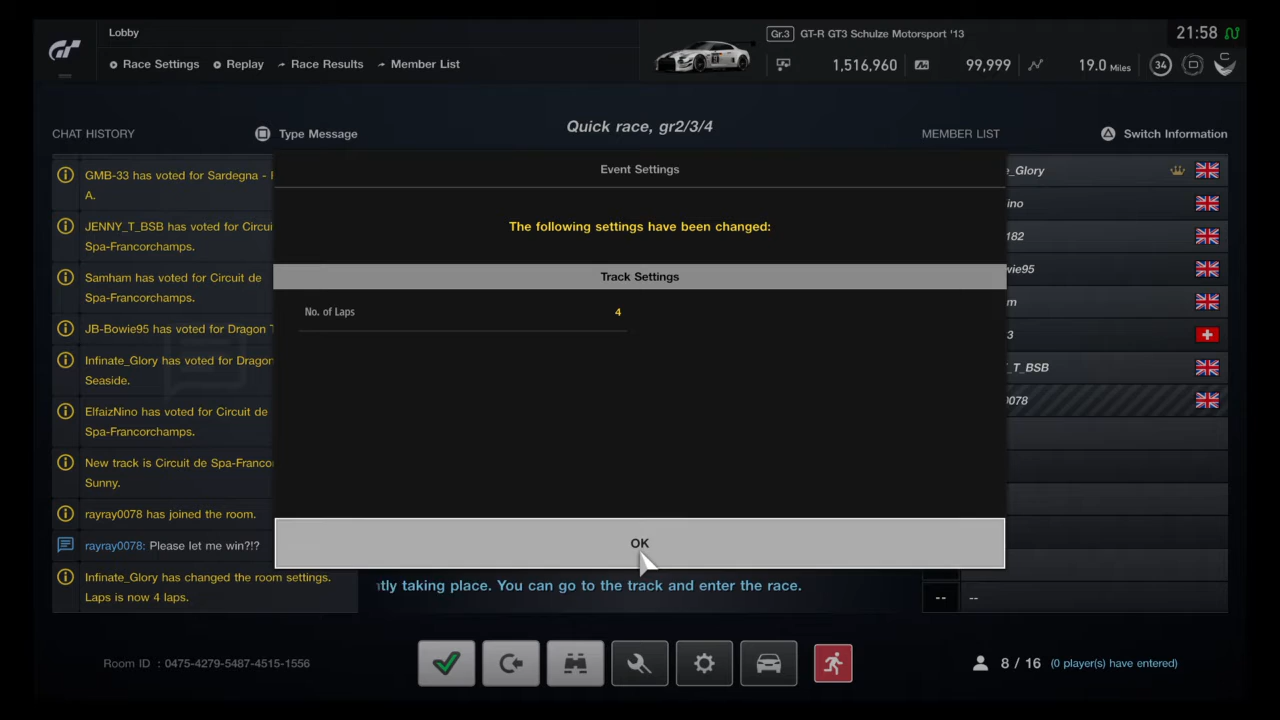 Lobby
Race Settings Replay Race Results Member List
Gr.3 GT-R GT3 Schulze Motorsport '13
21:58
1,516,960 99,999 19.0 Miles 34 C
CHAT HISTORY Type Message
Quick race, gr2/3/4
MEMBER LIST Switch Information
GMB-33 has voted for Sardegna -
A.
JENNY_T_BSB has voted for Circui
Spa-Francorchamps.
Samham has voted for Circuit de
Spa-Francorchamps.
JB-Bowie95 has voted for Dragon T
Infinate_Glory has voted for Dragon
Seaside.
ElfaizNino has voted for Circuit de
Spa-Francorchamps.
New track is Circuit de Spa-Franco
Sunny.
rayray0078 has joined the room.
rayray0078: Please let me win?!?
Infinate_Glory has changed the room settings.
Laps is now 4 laps.
Event Settings
The following settings have been changed:
Track Settings
No. of Laps 4
OK
tly taking place. You can go to the track and enter the race.
e_Glory
ino
182
wie95
m
3
_T_BSB
0078
-- --
Room ID : 0475-4279-5487-4515-1556
8 / 16 (0 player(s) have entered)